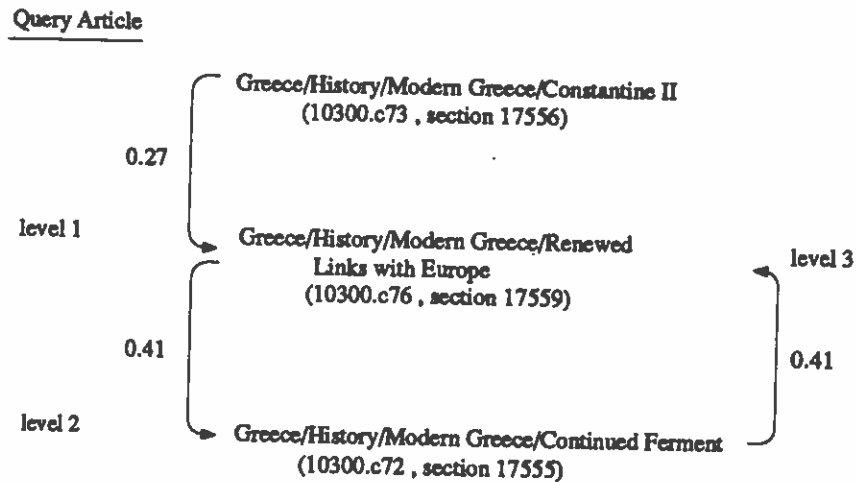 Query Article
Greece/History/Modern Greece/Constantine II
(10300.c73 , section 17556)
0.27
level 1
Greece/History/Modern Greece/Renewed
Links with Europe
(10300.c76 , section 17559)
level 3
0.41
0.41
level 2
Greece/History/Modern Greece/Continued Ferment
(10300.c72 , section 17555)